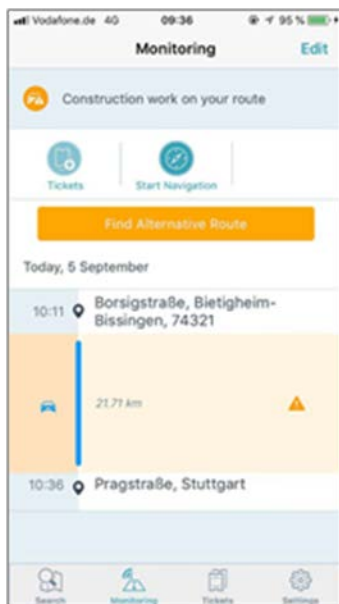 Vodafone.de 4G 09:36 95 %
Monitoring Edit
Construction work on your route
Tickets Start Navigation
Find Alternative Route
Today, 5 September
10:11 Borsigstraße, Bietigheim-
Bissingen, 74321
21.71 km
10:36 Pragstraße, Stuttgart
Search Monitoring Tickets Settings